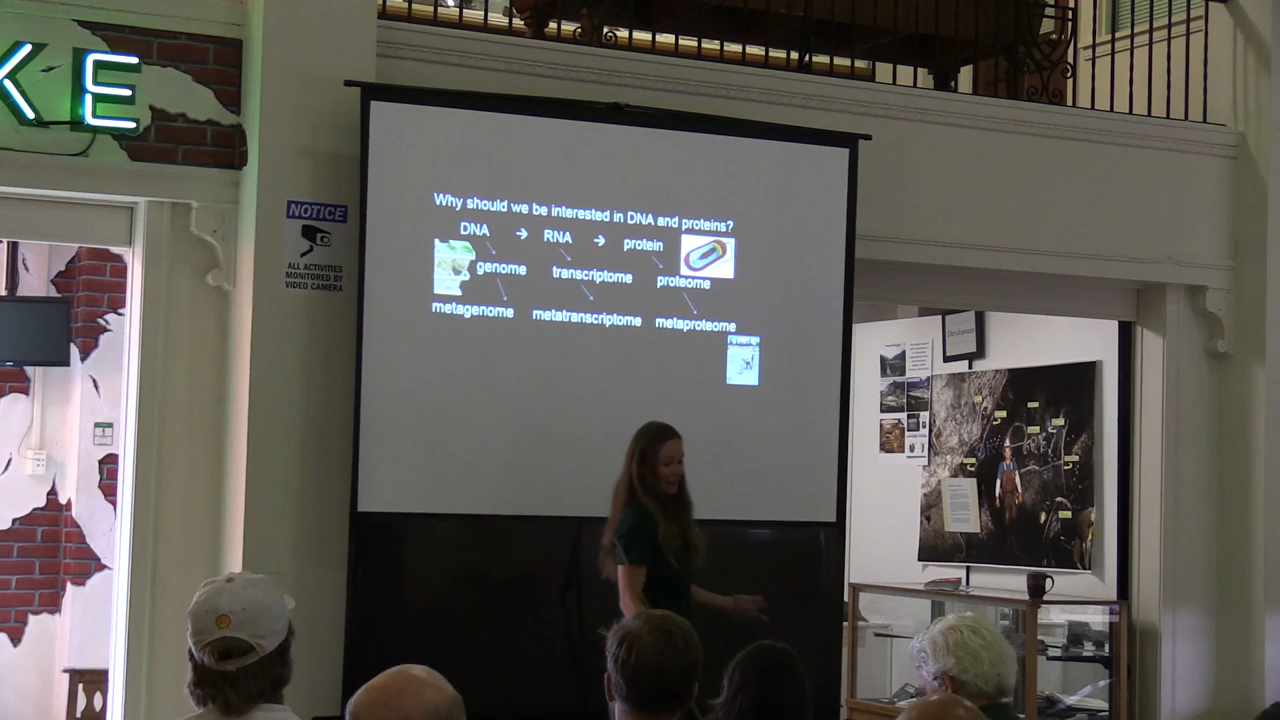 KE
NOTICE
ALL ACTIVITIES
MONITORED BY
VIDEO CAMERA
Why should we be interested in DNA and proteins?
DNA → RNA → protein
genome transcriptome proteome
metagenome metatranscriptome metaproteome
Development